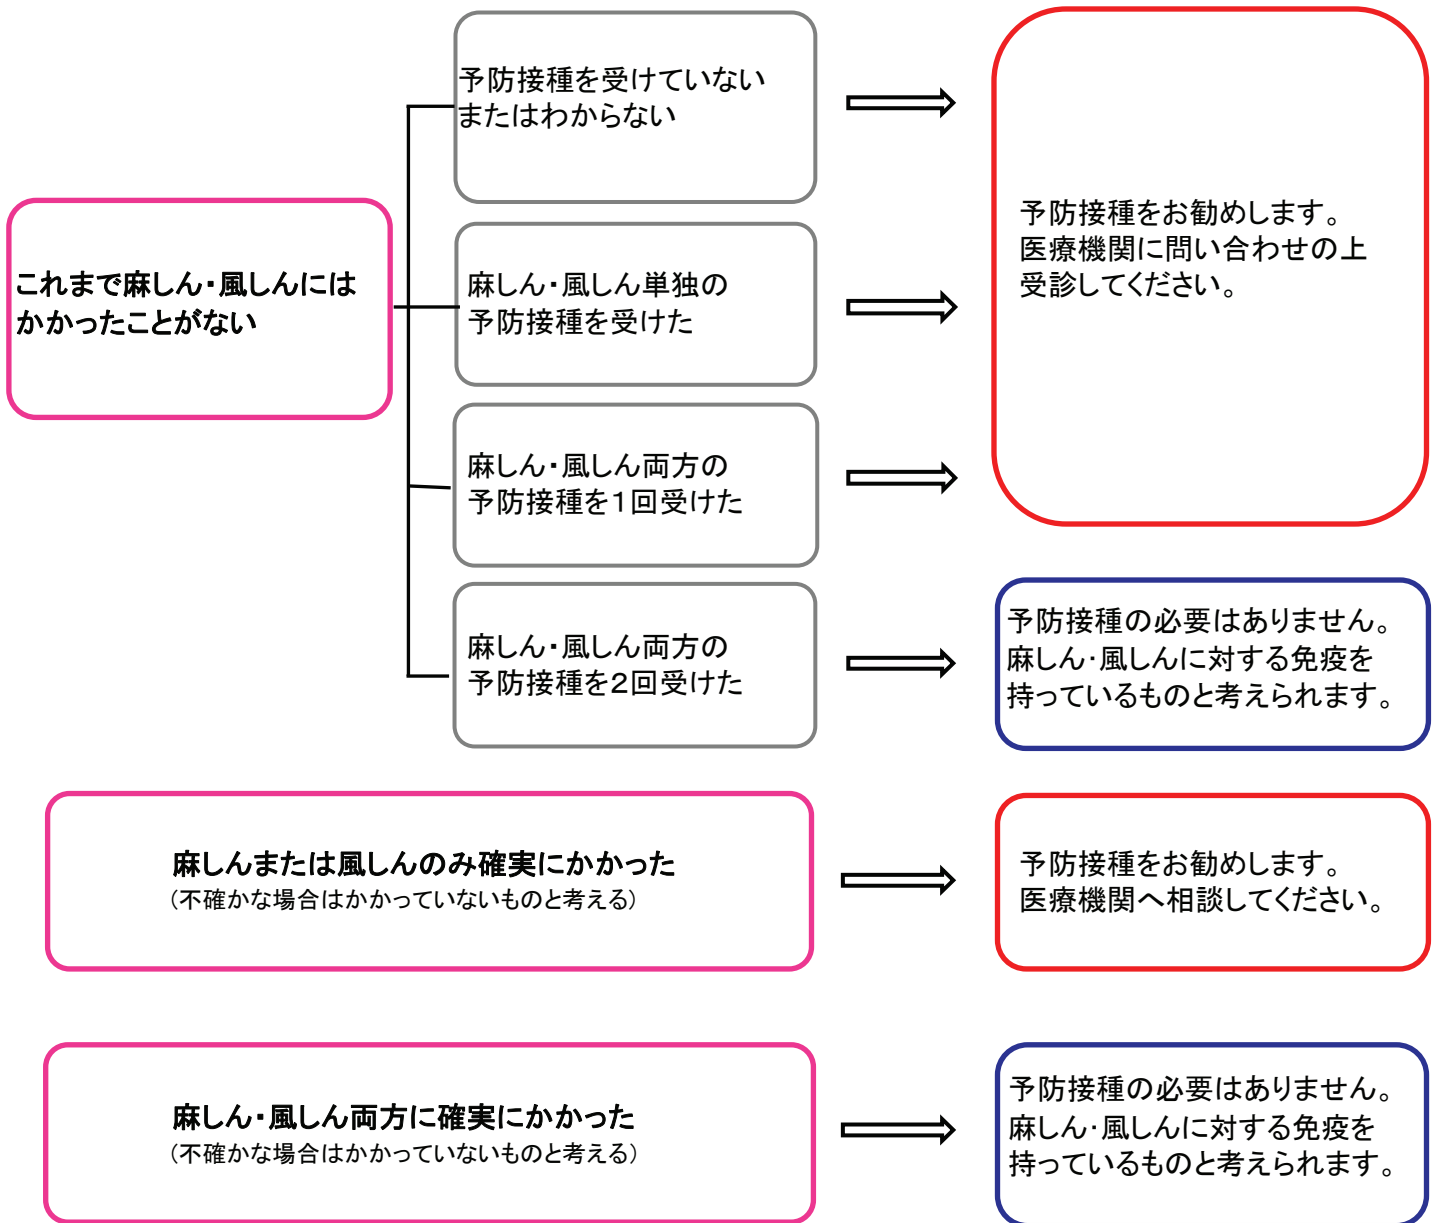 これまで麻しん・風しんには
かかったことがない
予防接種を受けていない
またはわからない
麻しん・風しん単独の
予防接種を受けた
麻しん・風しん両方の
予防接種を1回受けた
麻しん・風しん両方の
予防接種を2回受けた
予防接種をお勧めします。
医療機関に問い合わせの上
受診してください。
予防接種の必要はありません。
麻しん・風しんに対する免疫を
持っているものと考えられます。
麻しんまたは風しんのみ確実にかかった
(不確かな場合はかかっていないものと考える)
予防接種をお勧めします。
医療機関へ相談してください。
麻しん・風しん両方に確実にかかった
(不確かな場合はかかっていないものと考える)
予防接種の必要はありません。
麻しん・風しんに対する免疫を
持っているものと考えられます。